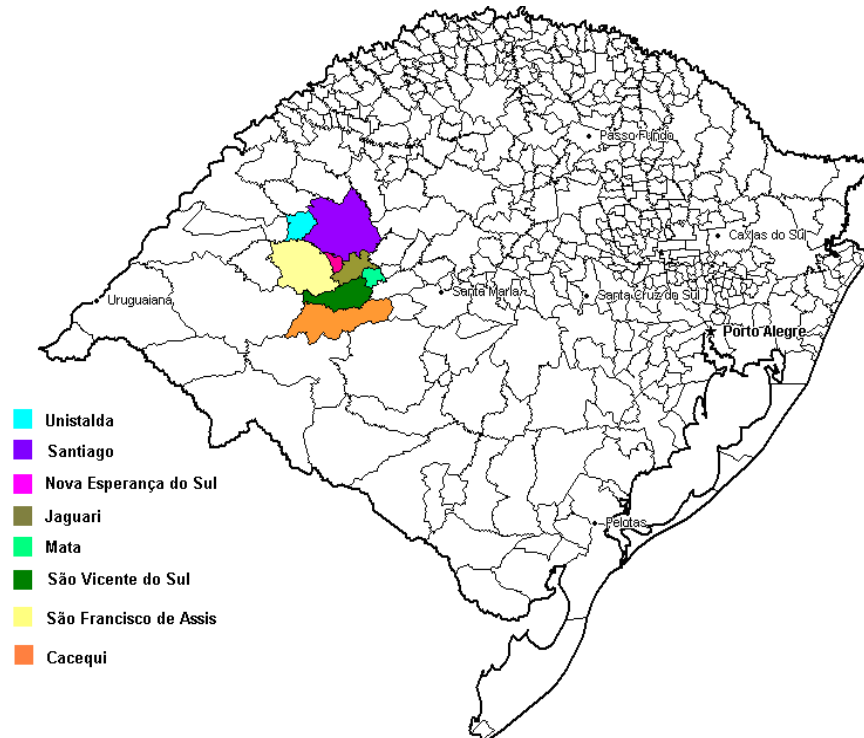 Passo Fundo
Caxias do Sul
Uruguaiana
Santa Maria
Santa Cruz do Sul
Porto Alegre
Pelotas
Unistalda
Santiago
Nova Esperança do Sul
Jaguari
Mata
São Vicente do Sul
São Francisco de Assis
Cacequi